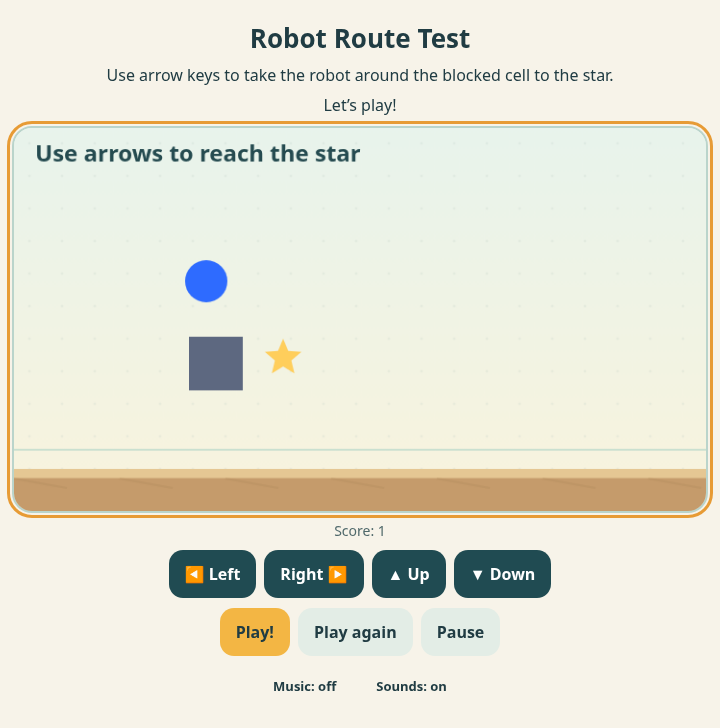 Robot Route Test
Use arrow keys to take the robot around the blocked cell to the star.
Let’s play!
Use arrows to reach the star
Score: 1
◀ Left Right ▶ ▲ Up ▼ Down
Play! Play again Pause
Music: off Sounds: on